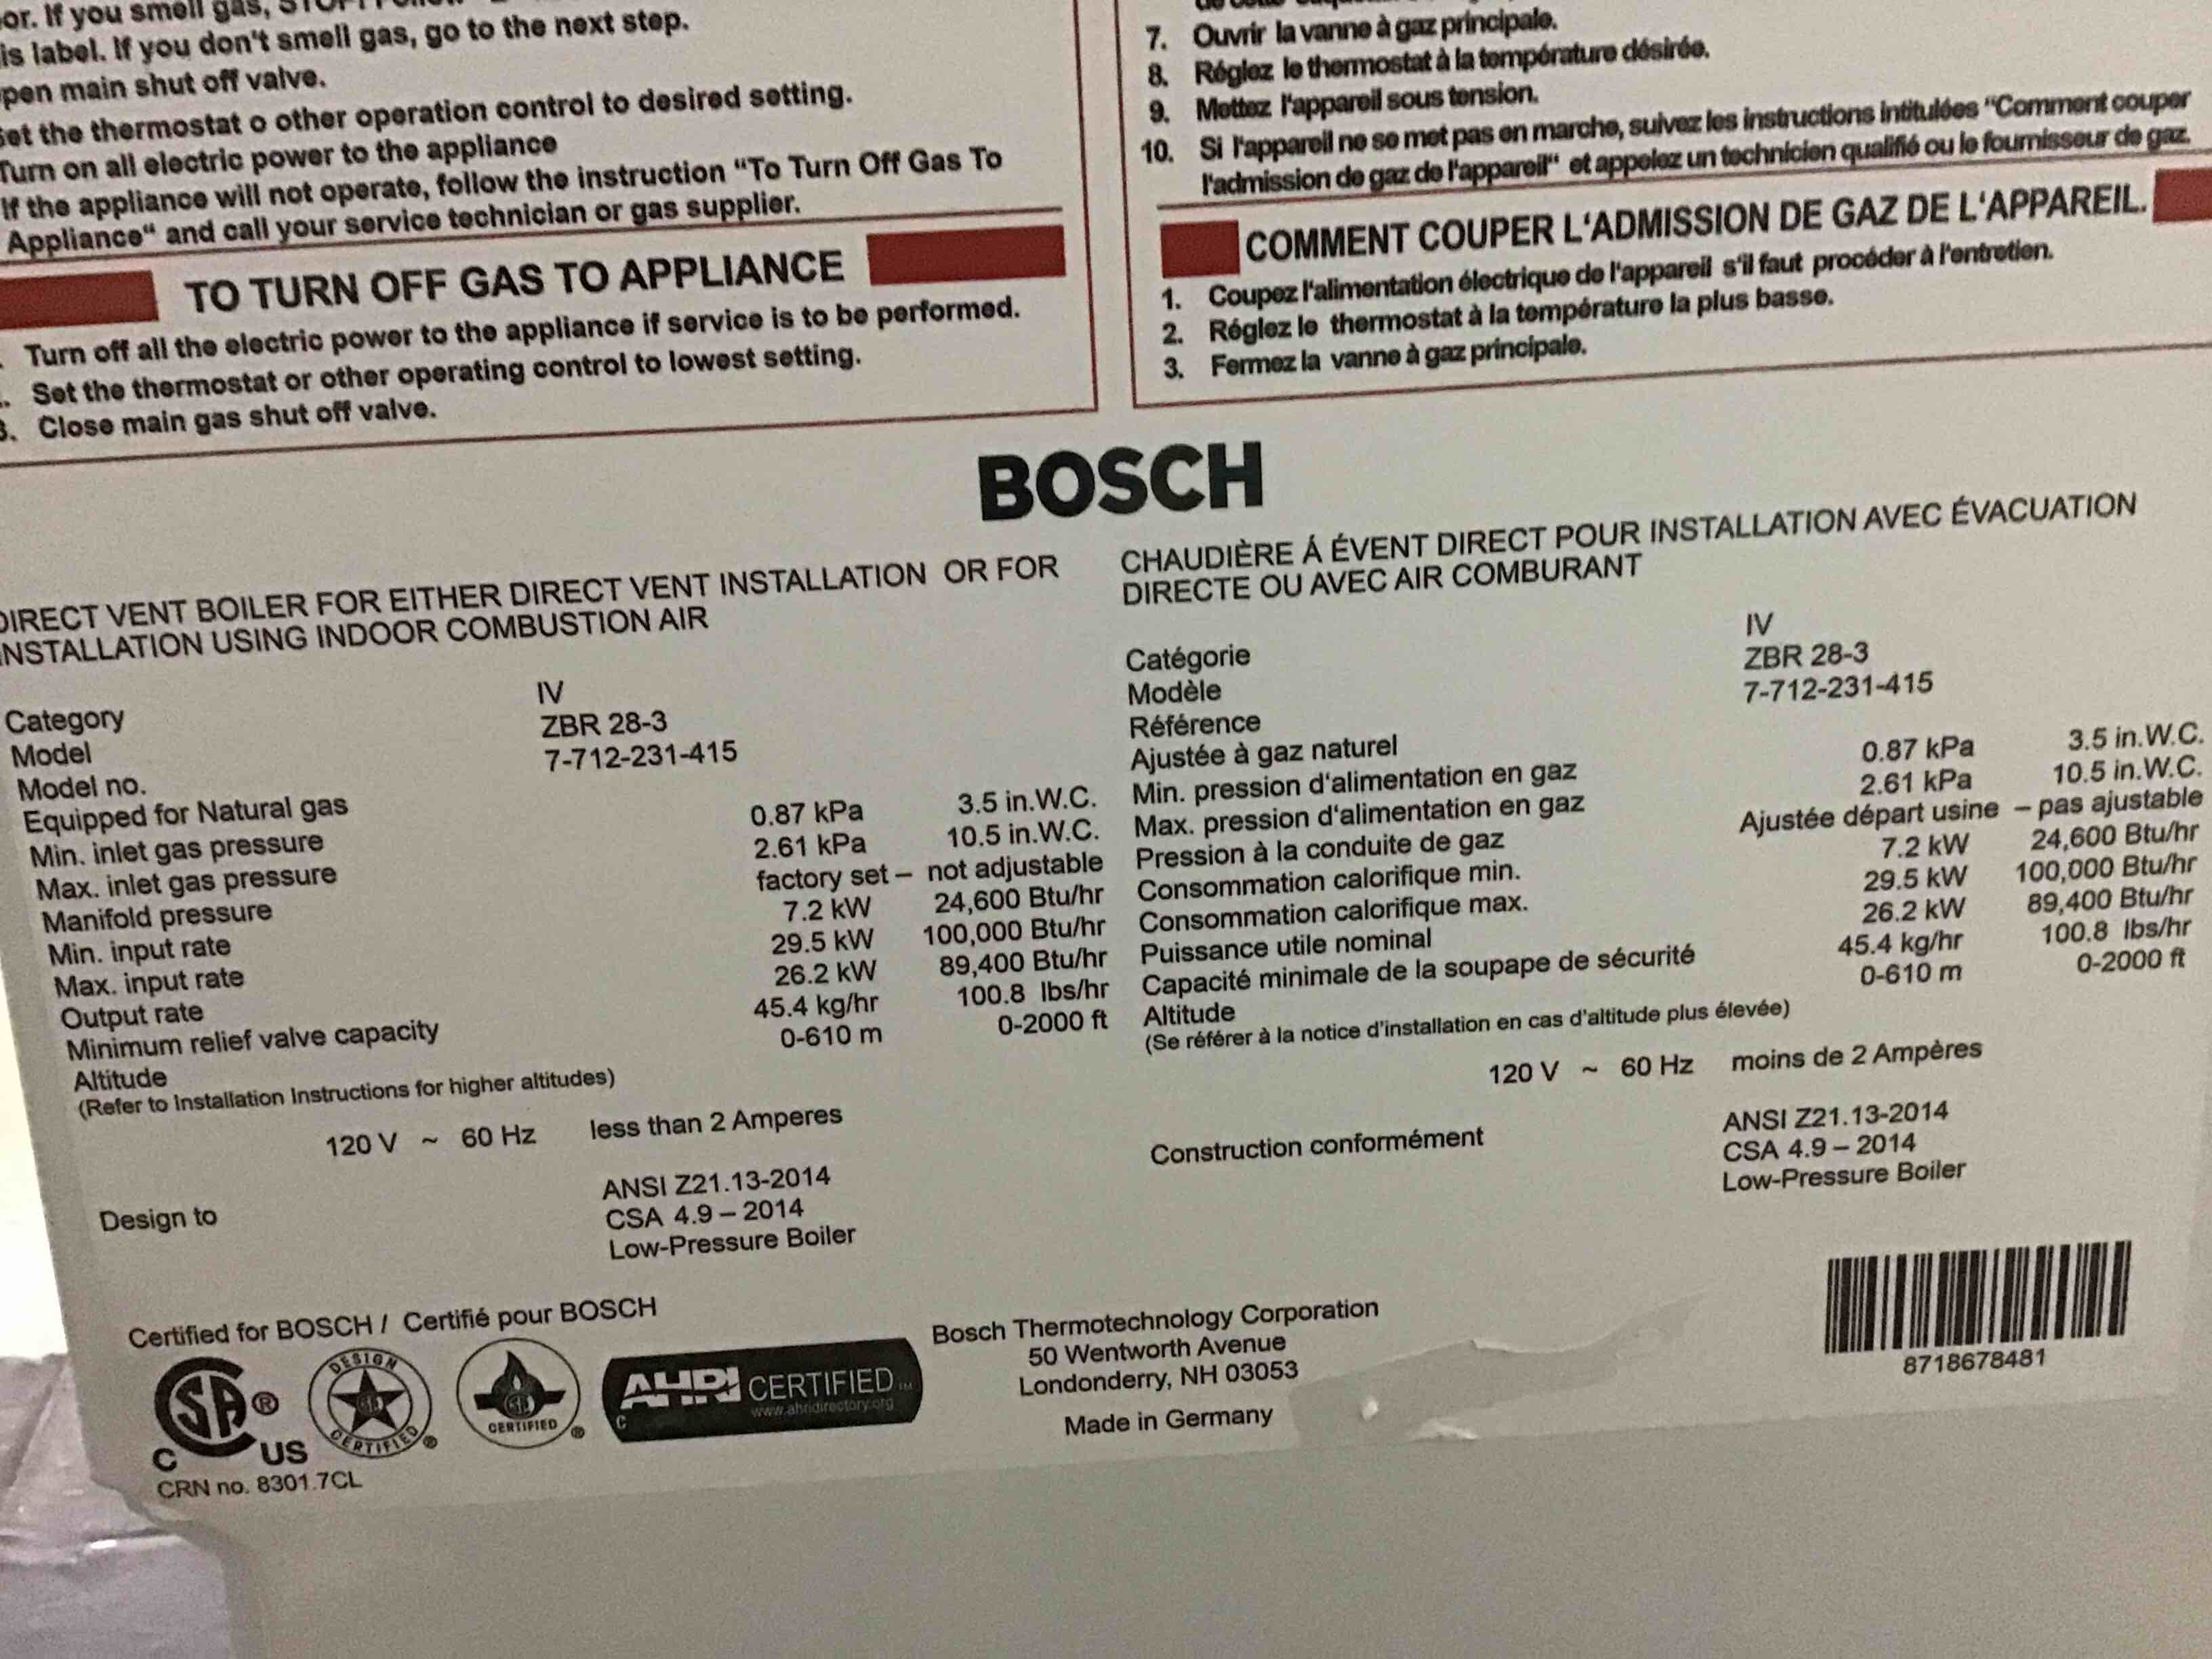 or. If you smell gas,
is label. If you don't smell gas, go to the next step.
pen main shut off valve.
et the thermostat o other operation control to desired setting.
Turn on all electric power to the appliance
If the appliance will not operate, follow the instruction "To Turn Off Gas To
Appliance" and call your service technician or gas supplier.
TO TURN OFF GAS TO APPLIANCE
Turn off all the electric power to the appliance if service is to be performed.
Set the thermostat or other operating control to lowest setting.
3. Close main gas shut off valve.
7. Ouvrir la vanne à gaz principale.
8. Réglez le thermostat à la température désirée.
9. Mettez l'appareil sous tension.
10. Si l'appareil ne se met pas en marche, suivez les instructions intitulées "Comment couper
l'admission de gaz de l'appareil" et appelez un technicien qualifié ou le fournisseur de gaz.
COMMENT COUPER L'ADMISSION DE GAZ DE L'APPAREIL.
1. Coupez l'alimentation électrique de l'appareil s'il faut procéder à l'entretien.
2. Réglez le thermostat à la température la plus basse.
3. Fermez la vanne à gaz principale.
BOSCH
DIRECT VENT BOILER FOR EITHER DIRECT VENT INSTALLATION OR FOR
INSTALLATION USING INDOOR COMBUSTION AIR
Category IV
Model ZBR 28-3
Model no. 7-712-231-415
Equipped for Natural gas
Min. inlet gas pressure 0.87 kPa 3.5 in.W.C.
Max. inlet gas pressure 2.61 kPa 10.5 in.W.C.
Manifold pressure factory set – not adjustable
Min. input rate 7.2 kW 24,600 Btu/hr
Max. input rate 29.5 kW 100,000 Btu/hr
Output rate 26.2 kW 89,400 Btu/hr
Minimum relief valve capacity 45.4 kg/hr 100.8 lbs/hr
Altitude 0-610 m 0-2000 ft
(Refer to Installation Instructions for higher altitudes)
120 V ~ 60 Hz less than 2 Amperes
Design to ANSI Z21.13-2014
CSA 4.9 – 2014
Low-Pressure Boiler
CHAUDIÈRE Á ÉVENT DIRECT POUR INSTALLATION AVEC ÉVACUATION
DIRECTE OU AVEC AIR COMBURANT
Catégorie IV
Modèle ZBR 28-3
Référence 7-712-231-415
Ajustée à gaz naturel
Min. pression d'alimentation en gaz 0.87 kPa 3.5 in.W.C.
Max. pression d'alimentation en gaz 2.61 kPa 10.5 in.W.C.
Pression à la conduite de gaz Ajustée départ usine – pas ajustable
Consommation calorifique min. 7.2 kW 24,600 Btu/hr
Consommation calorifique max. 29.5 kW 100,000 Btu/hr
Puissance utile nominal 26.2 kW 89,400 Btu/hr
Capacité minimale de la soupape de sécurité 45.4 kg/hr 100.8 lbs/hr
Altitude 0-610 m 0-2000 ft
(Se référer à la notice d'installation en cas d'altitude plus élevée)
120 V ~ 60 Hz moins de 2 Ampères
Construction conformément ANSI Z21.13-2014
CSA 4.9 – 2014
Low-Pressure Boiler
Certified for BOSCH / Certifié pour BOSCH
C SA ® US
DESIGN SA CERTIFIED ®
SA CERTIFIED ®
C AHRI CERTIFIED TM
www.ahridirectory.org
CRN no. 8301.7CL
Bosch Thermotechnology Corporation
50 Wentworth Avenue
Londonderry, NH 03053
Made in Germany
8718678481